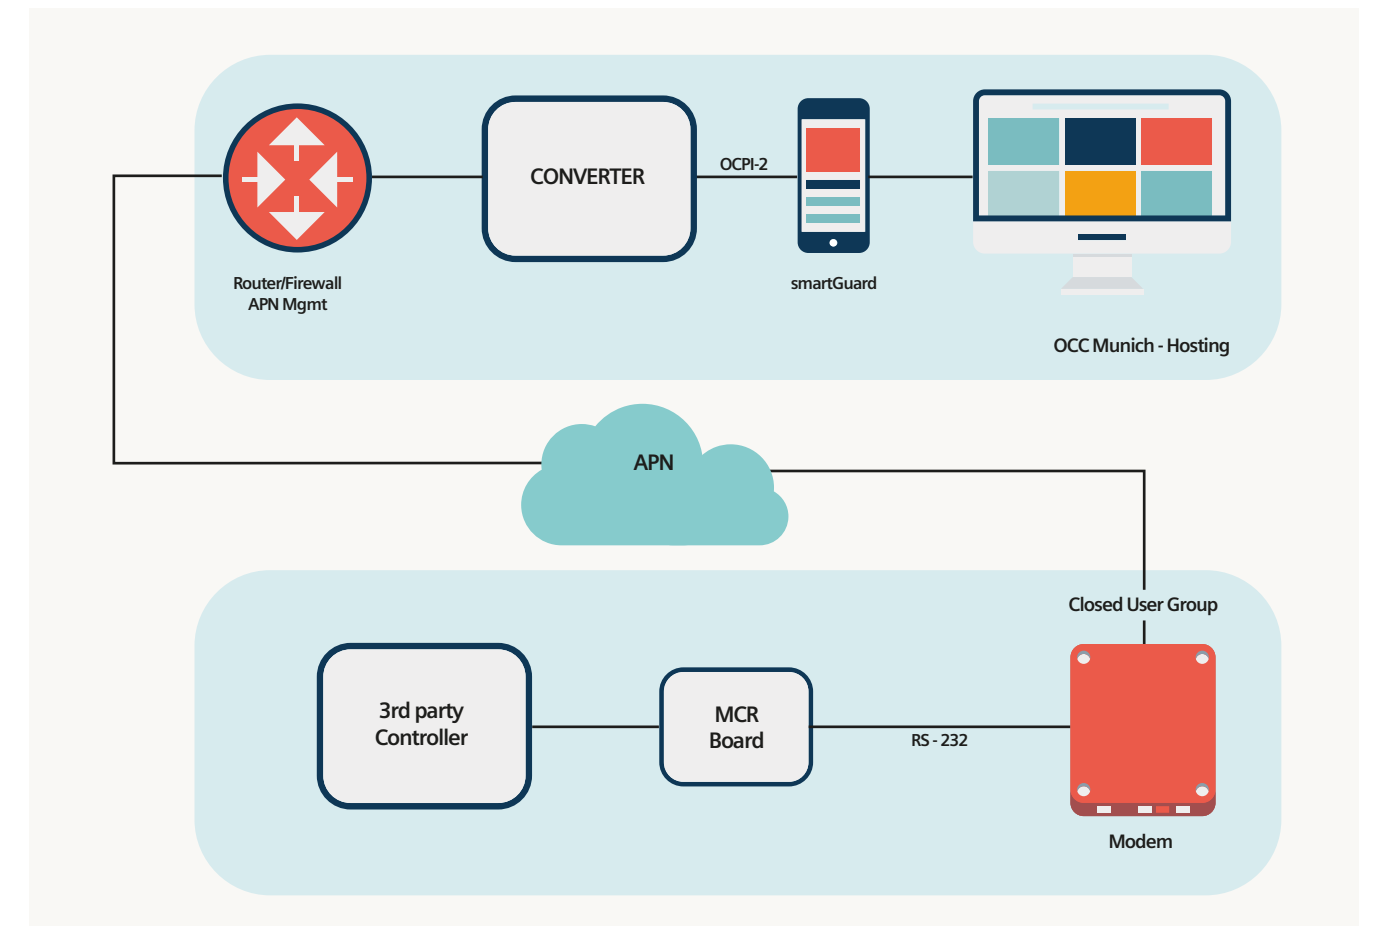 CONVERTER
OCPI-2
Router/Firewall
APN Mgmt
smartGuard
OCC Munich - Hosting
APN
Closed User Group
3rd party
Controller
MCR
Board
RS - 232
Modem